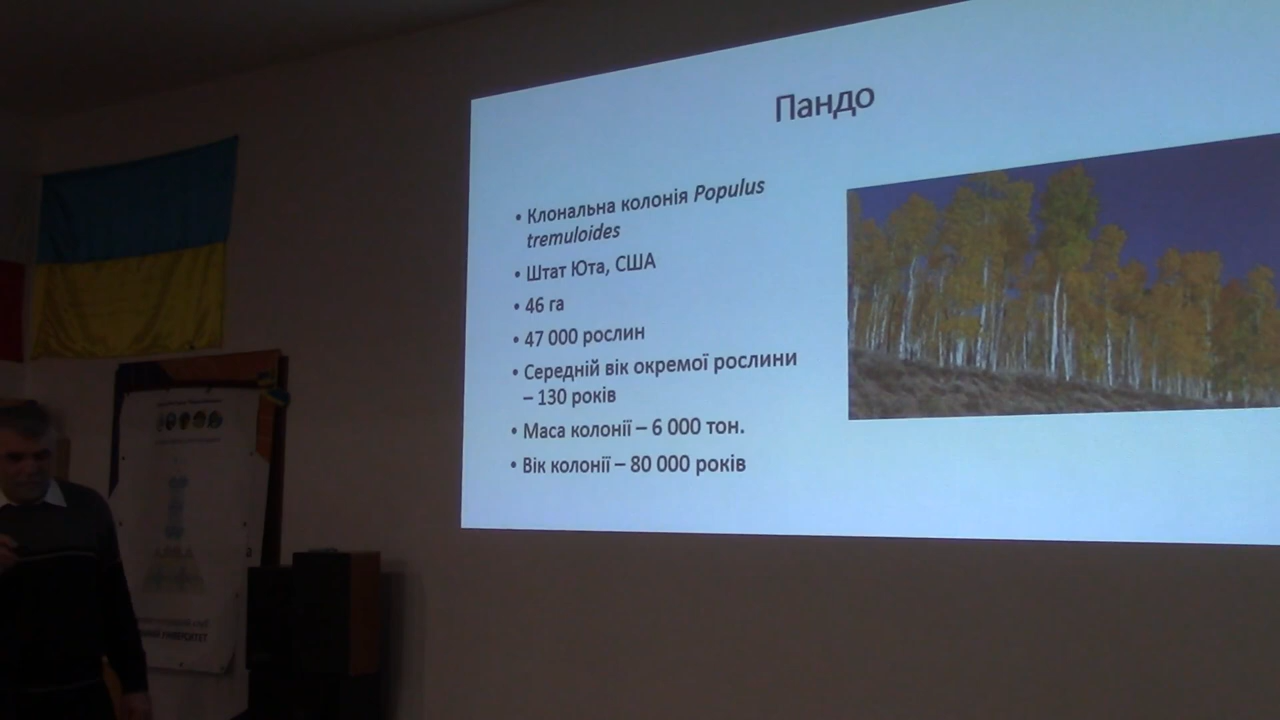 Пандо
• Клональна колонія Populus
tremuloides
• Штат Юта, США
• 46 га
• 47 000 рослин
• Середній вік окремої рослини
– 130 років
• Маса колонії – 6 000 тон.
• Вік колонії – 80 000 років
УНІВЕРСИТЕТ